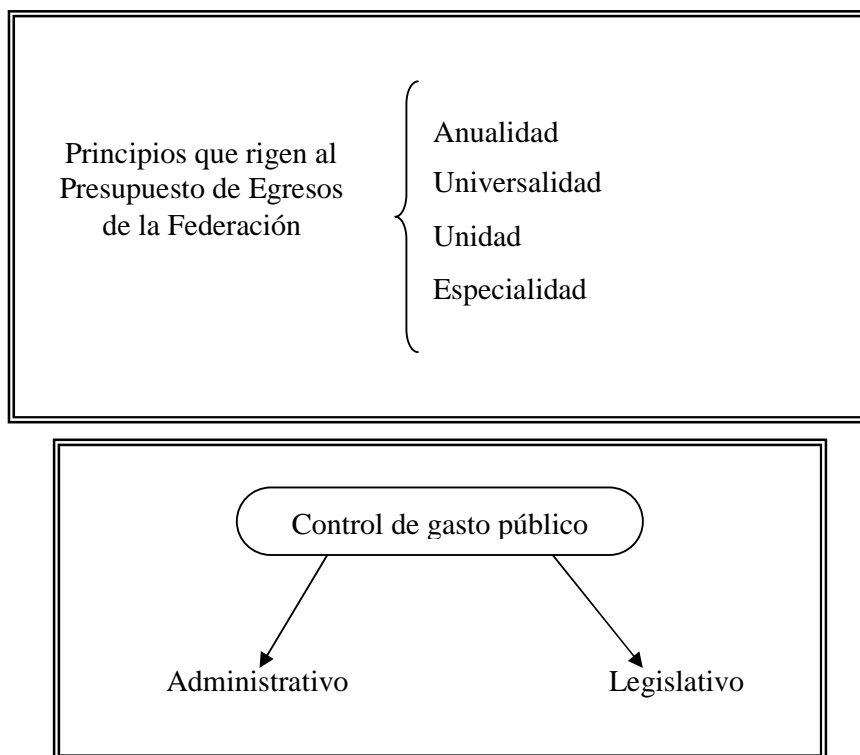 Principios que rigen al
Presupuesto de Egresos
de la Federación
Anualidad
Universalidad
Unidad
Especialidad
Control de gasto público
Administrativo
Legislativo